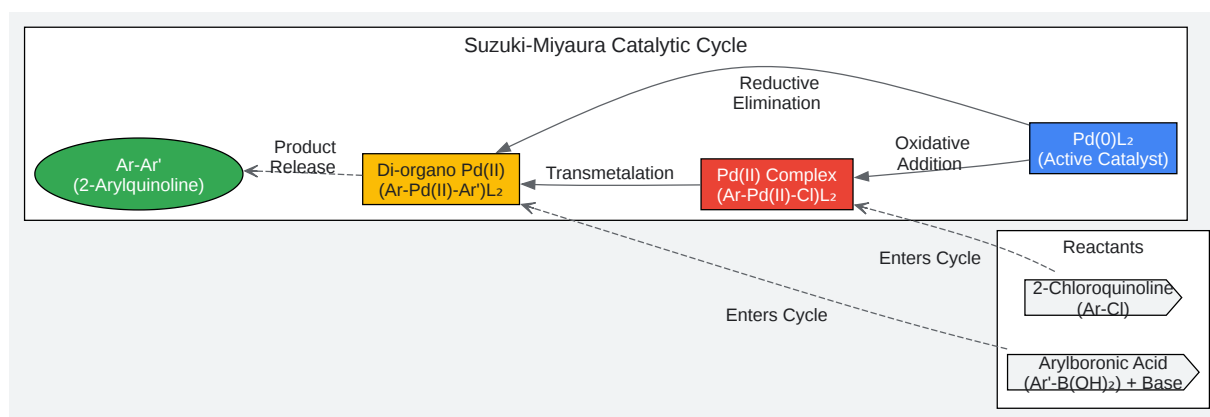 Suzuki-Miyaura Catalytic Cycle
Reductive
Elimination
Pd(0)L₂
(Active Catalyst)
Oxidative
Addition
Product
Release
Ar-Ar'
(2-Arylquinoline)
Di-organo Pd(II)
(Ar-Pd(II)-Ar')L₂
Transmetalation
Pd(II) Complex
(Ar-Pd(II)-Cl)L₂
Reactants
Enters Cycle
2-Chloroquinoline
(Ar-Cl)
Enters Cycle
Arylboronic Acid
(Ar'-B(OH)₂) + Base